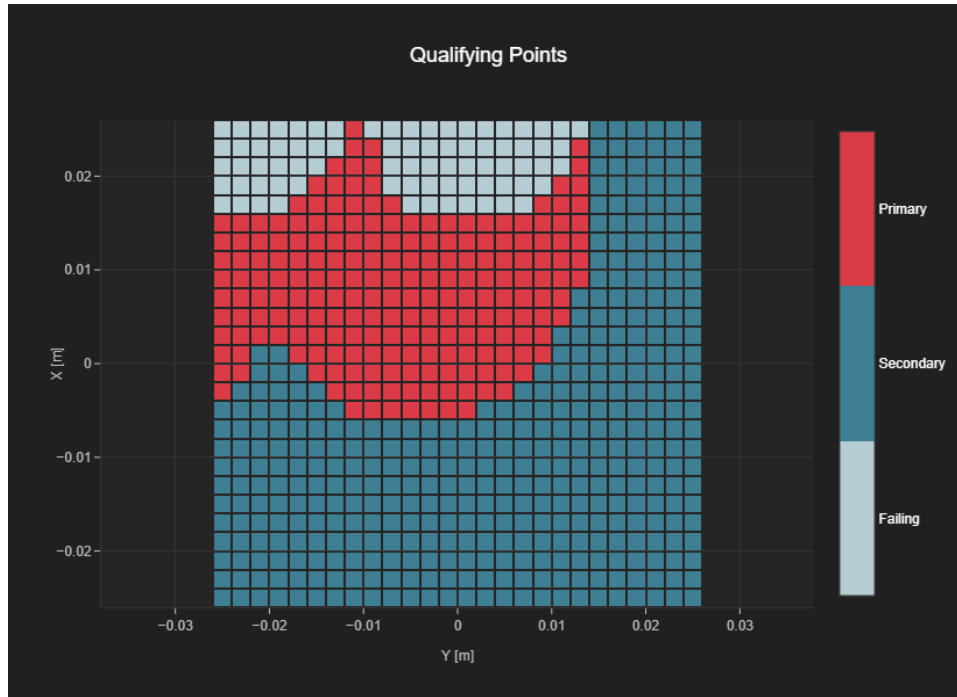 Qualifying Points
0.02
0.01
0
−0.01
−0.02
X [m]
−0.03
−0.02
−0.01
0
0.01
0.02
0.03
Y [m]
Primary
Secondary
Failing